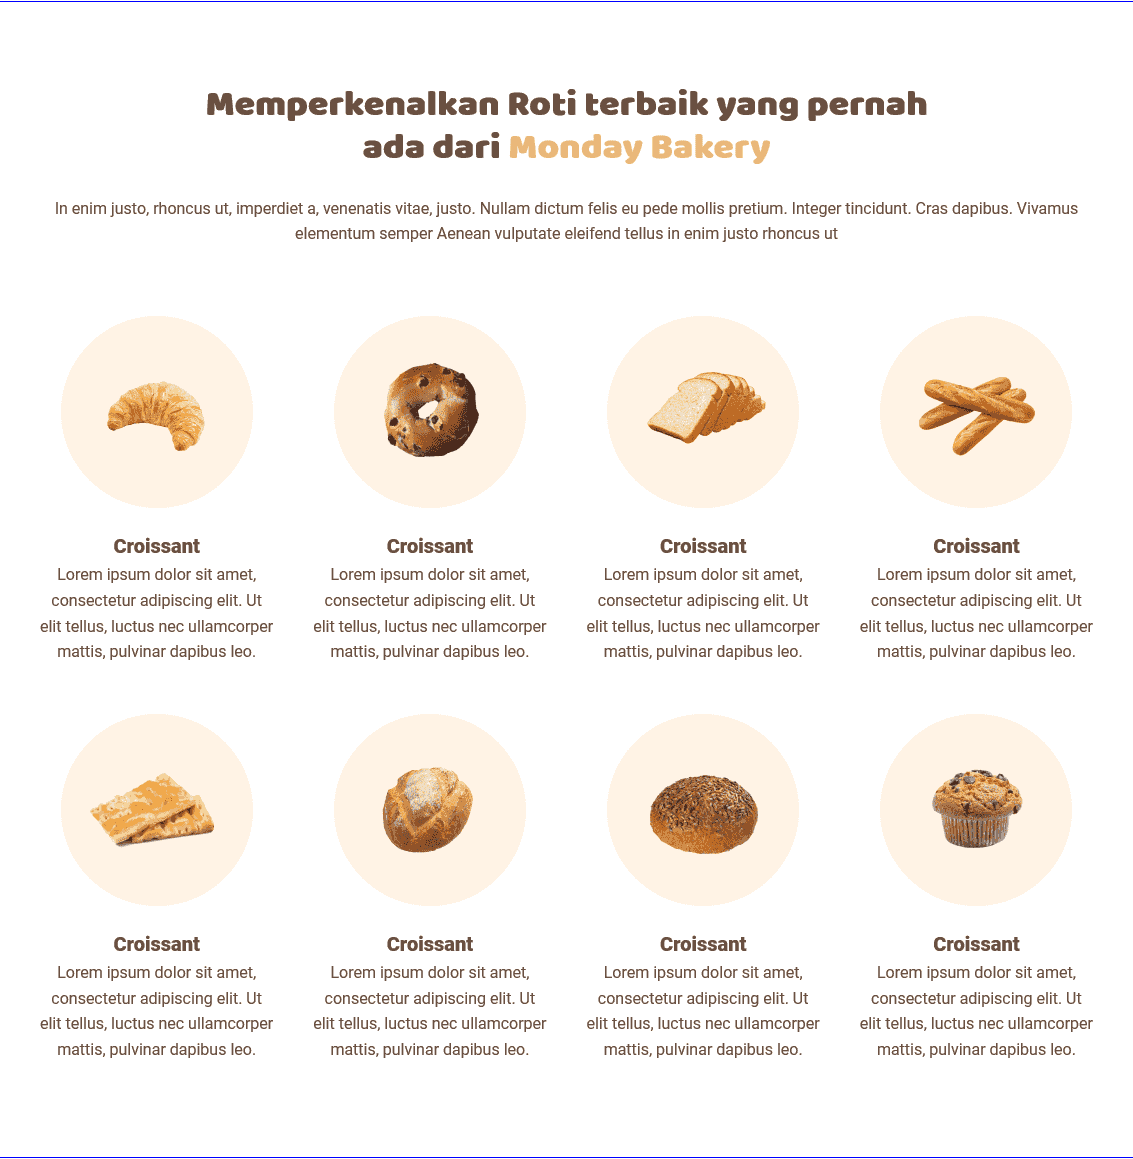 Memperkenalkan Roti terbaik yang pernah
ada dari Monday Bakery
In enim justo, rhoncus ut, imperdiet a, venenatis vitae, justo. Nullam dictum felis eu pede mollis pretium. Integer tincidunt. Cras dapibus. Vivamus
elementum semper Aenean vulputate eleifend tellus in enim justo rhoncus ut
Croissant
Lorem ipsum dolor sit amet,
consectetur adipiscing elit. Ut
elit tellus, luctus nec ullamcorper
mattis, pulvinar dapibus leo.
Croissant
Lorem ipsum dolor sit amet,
consectetur adipiscing elit. Ut
elit tellus, luctus nec ullamcorper
mattis, pulvinar dapibus leo.
Croissant
Lorem ipsum dolor sit amet,
consectetur adipiscing elit. Ut
elit tellus, luctus nec ullamcorper
mattis, pulvinar dapibus leo.
Croissant
Lorem ipsum dolor sit amet,
consectetur adipiscing elit. Ut
elit tellus, luctus nec ullamcorper
mattis, pulvinar dapibus leo.
Croissant
Lorem ipsum dolor sit amet,
consectetur adipiscing elit. Ut
elit tellus, luctus nec ullamcorper
mattis, pulvinar dapibus leo.
Croissant
Lorem ipsum dolor sit amet,
consectetur adipiscing elit. Ut
elit tellus, luctus nec ullamcorper
mattis, pulvinar dapibus leo.
Croissant
Lorem ipsum dolor sit amet,
consectetur adipiscing elit. Ut
elit tellus, luctus nec ullamcorper
mattis, pulvinar dapibus leo.
Croissant
Lorem ipsum dolor sit amet,
consectetur adipiscing elit. Ut
elit tellus, luctus nec ullamcorper
mattis, pulvinar dapibus leo.